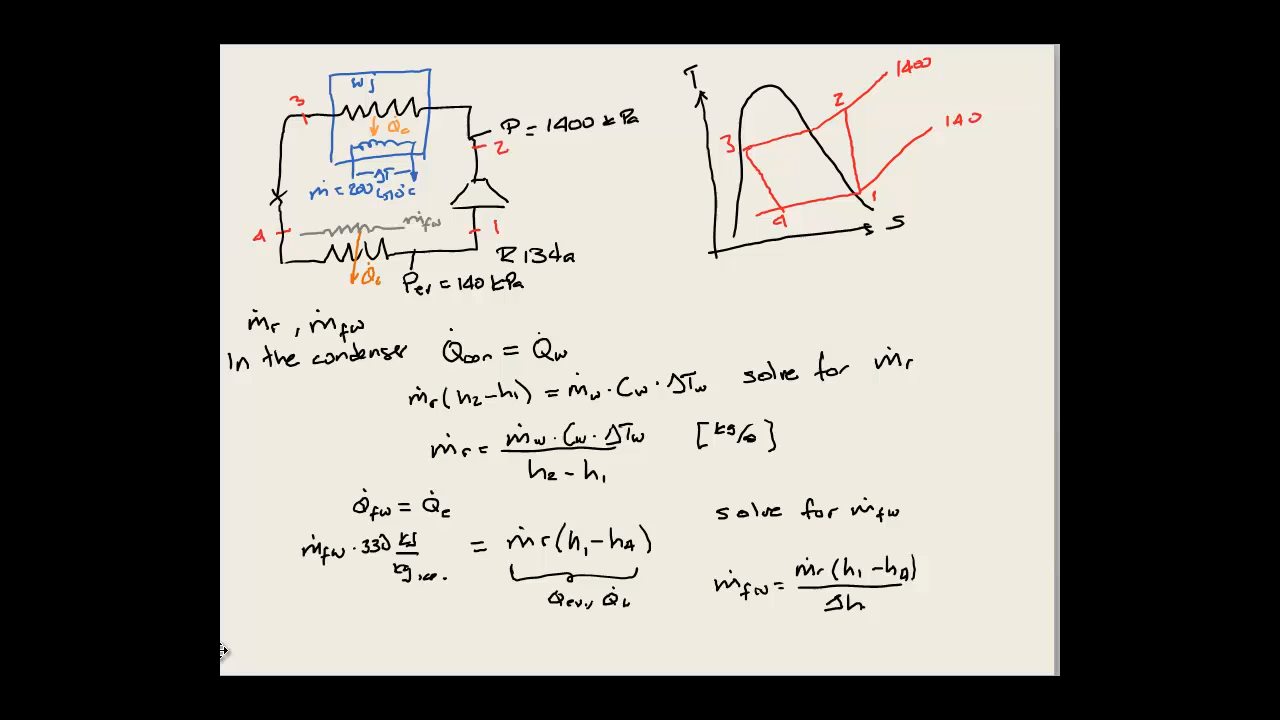 wj
3
Q̇c
P = 1400 kPa
2
ΔT
ṁ = 200
4
ṁfw
1
R134a
Q̇L
Pev = 140 kPa
T
1400
2
140
3
1
4
s
ṁr , ṁfw
In the condenser Q̇con = Q̇w
ṁr(h2-h1) = ṁw · Cw · ΔTw solve for ṁr
ṁr = ṁw · Cw · ΔTw / h2 - h1 [kg/s]
Q̇fw = Q̇e solve for ṁfw
ṁfw · 330 kJ/kg ice. = ṁr(h1-h4)
Qev, Q̇L
ṁfw = ṁr(h1-h4) / Δh